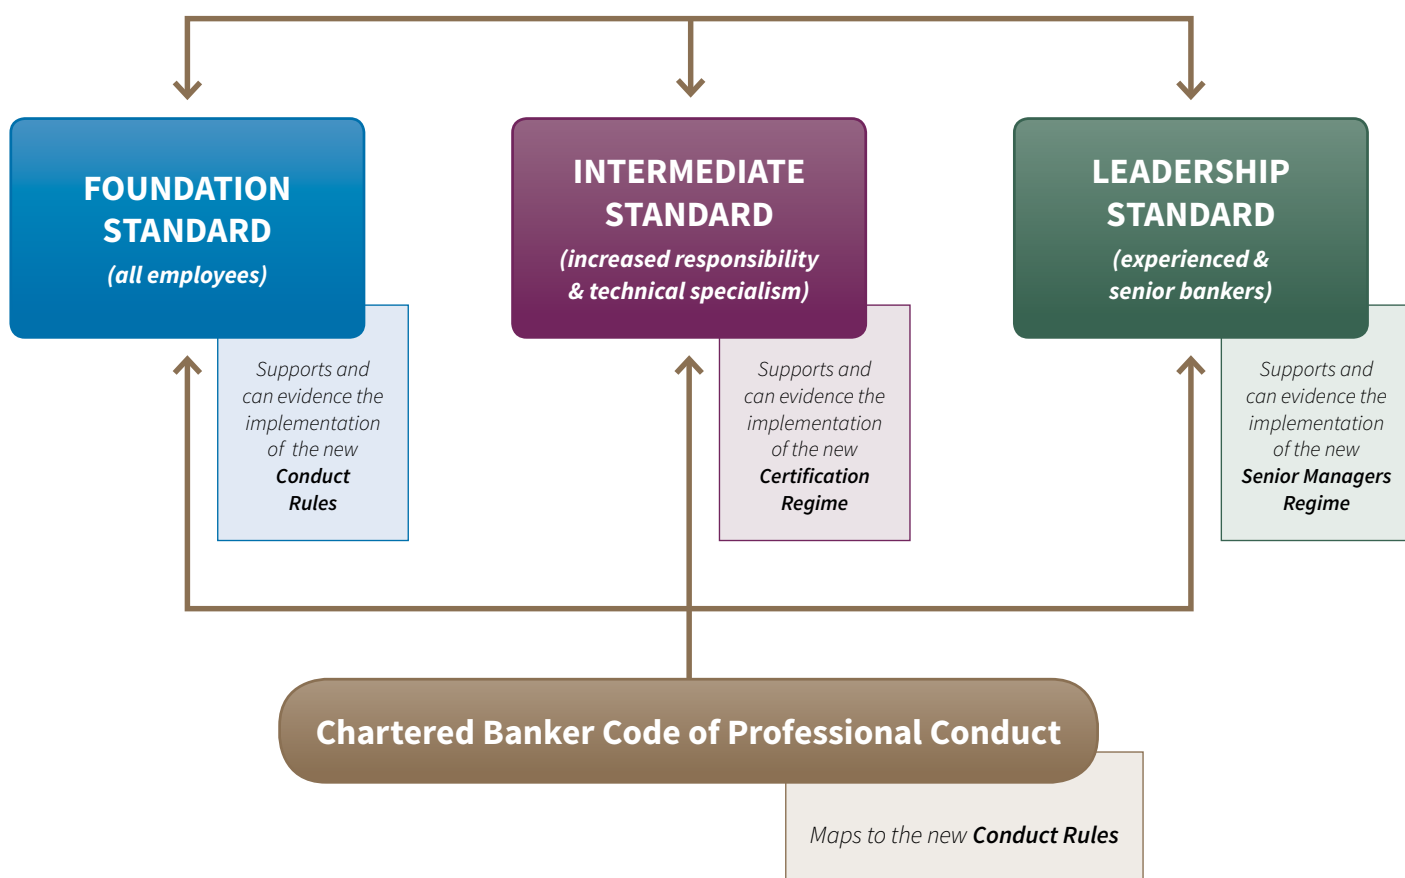 FOUNDATION
STANDARD
(all employees)
Supports and
can evidence the
implementation
of the new
Conduct
Rules
INTERMEDIATE
STANDARD
(increased responsibility
& technical specialism)
Supports and
can evidence the
implementation
of the new
Certification
Regime
LEADERSHIP
STANDARD
(experienced &
senior bankers)
Supports and
can evidence the
implementation
of the new
Senior Managers
Regime
Chartered Banker Code of Professional Conduct
Maps to the new Conduct Rules